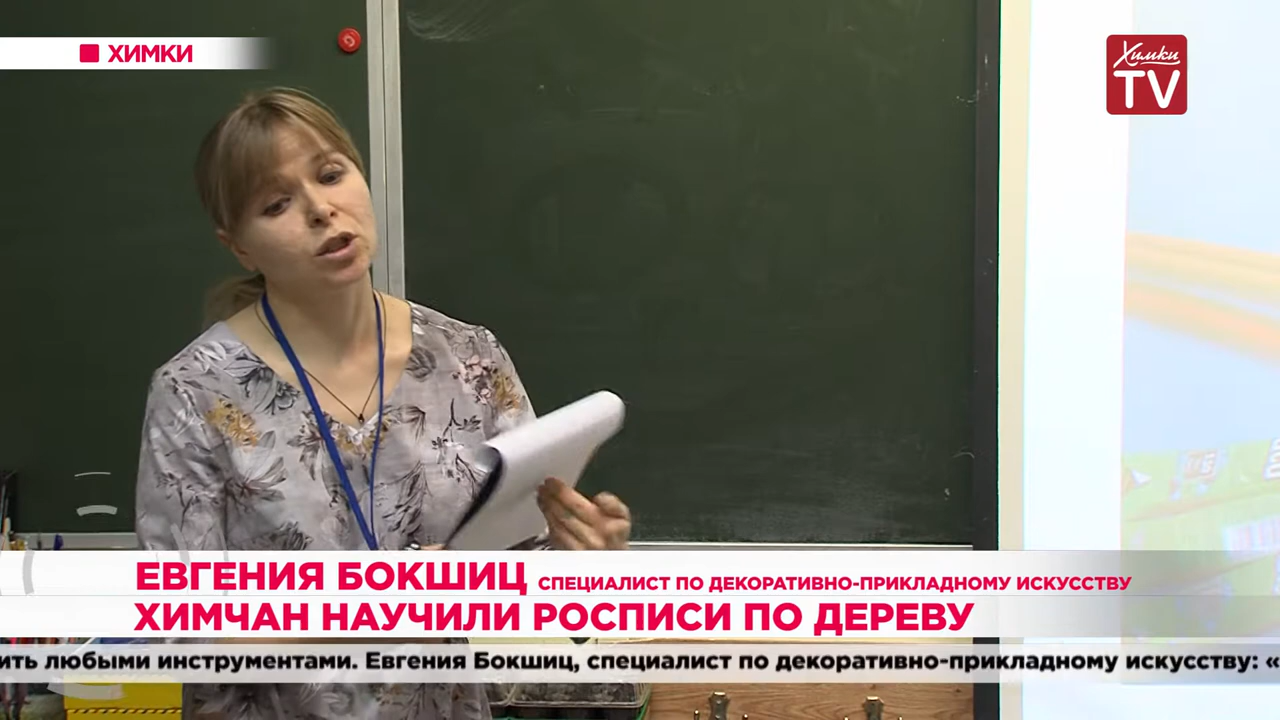 ХИМКИ
Химки
TV
ЕВГЕНИЯ БОКШИЦ СПЕЦИАЛИСТ ПО ДЕКОРАТИВНО-ПРИКЛАДНОМУ ИСКУССТВУ
ХИМЧАН НАУЧИЛИ РОСПИСИ ПО ДЕРЕВУ
ить любыми инструментами. Евгения Бокшиц, специалист по декоративно-прикладному искусству: «